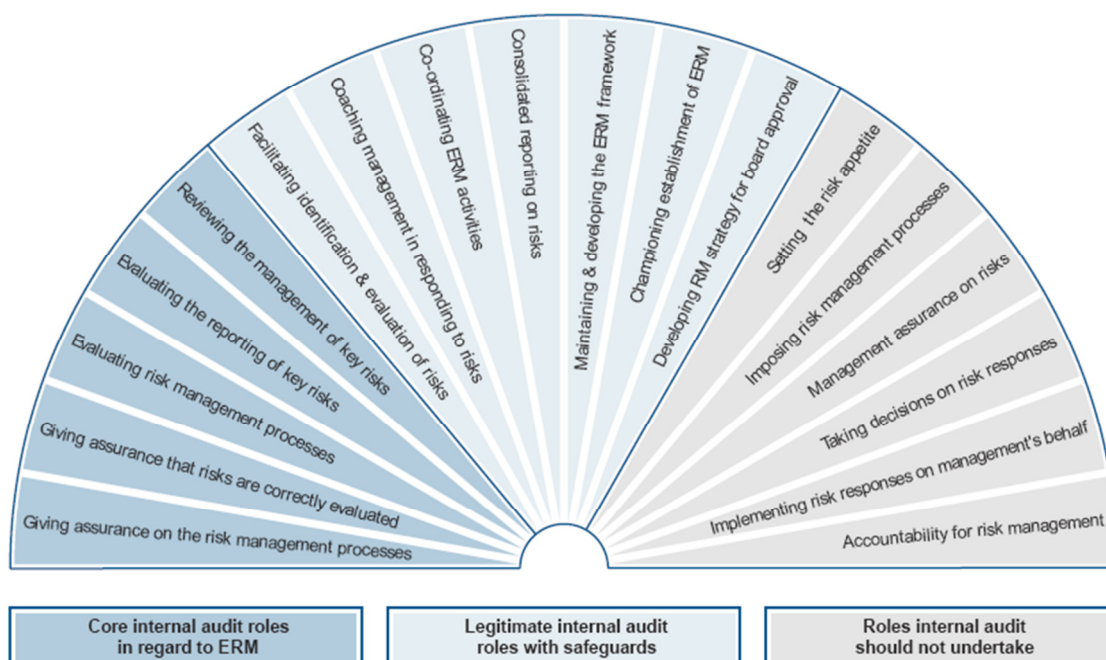 Giving assurance on the risk management processes
Giving assurance that risks are correctly evaluated
Evaluating risk management processes
Evaluating the reporting of key risks
Reviewing the management of key risks
Facilitating identification & evaluation of risks
Coaching management in responding to risks
Co-ordinating ERM activities
Consolidated reporting on risks
Maintaining & developing the ERM framework
Championing establishment of ERM
Developing RM strategy for board approval
Setting the risk appetite
Imposing risk management processes
Management assurance on risks
Taking decisions on risk responses
Implementing risk responses on management's behalf
Accountability for risk management
Core internal audit roles
in regard to ERM
Legitimate internal audit
roles with safeguards
Roles internal audit
should not undertake